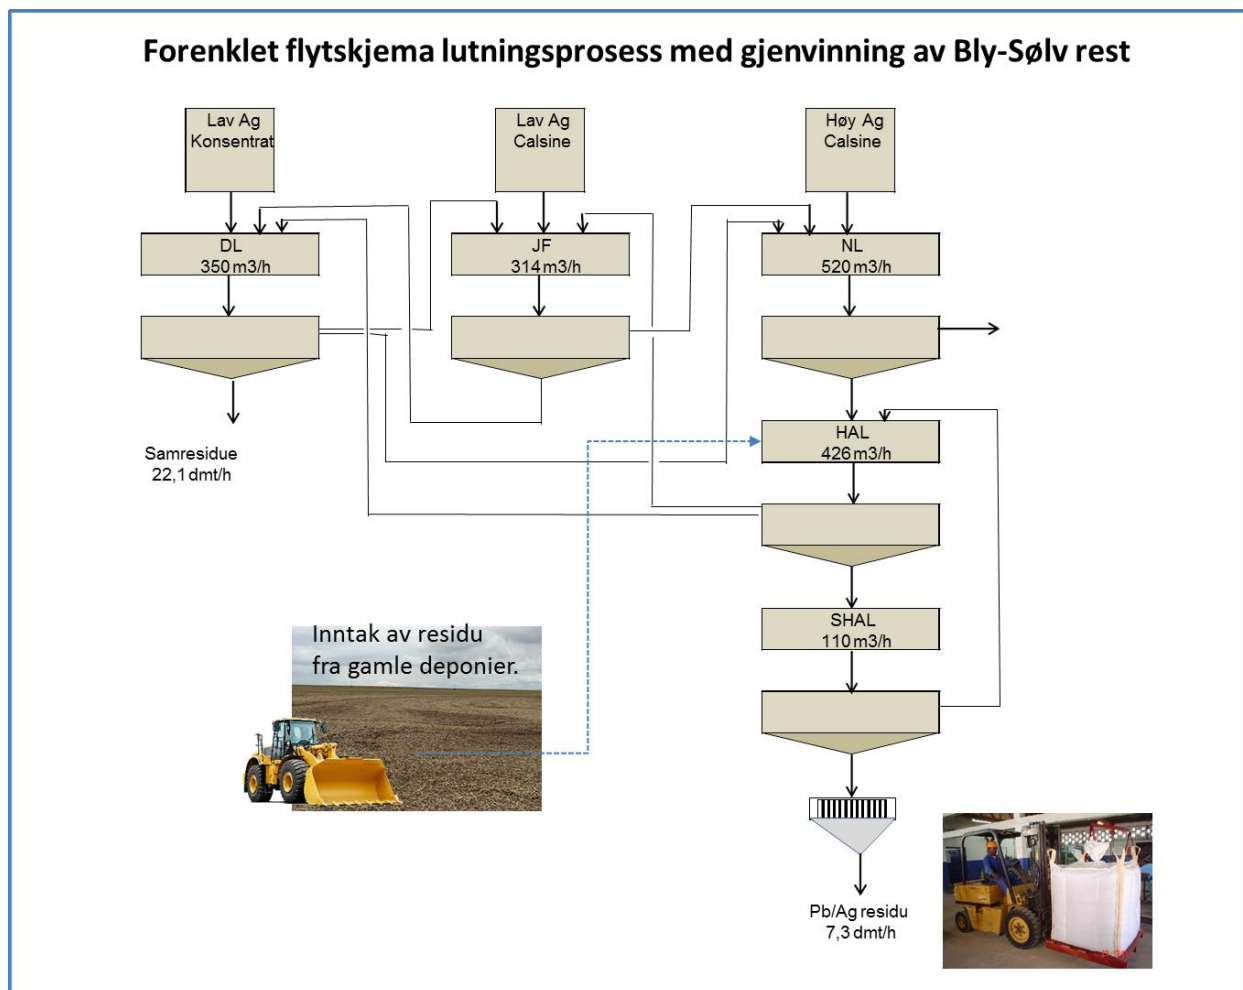 Forenklet flytskjema lutningsprosess med gjenvinning av Bly-Sølv rest
Lav Ag
Konsentrat
Lav Ag
Calsine
Høy Ag
Calsine
DL
350 m3/h
JF
314 m3/h
NL
520 m3/h
HAL
426 m3/h
Samresidue
22,1 dmt/h
SHAL
110 m3/h
Inntak av residu
fra gamle deponier.
Pb/Ag residu
7,3 dmt/h